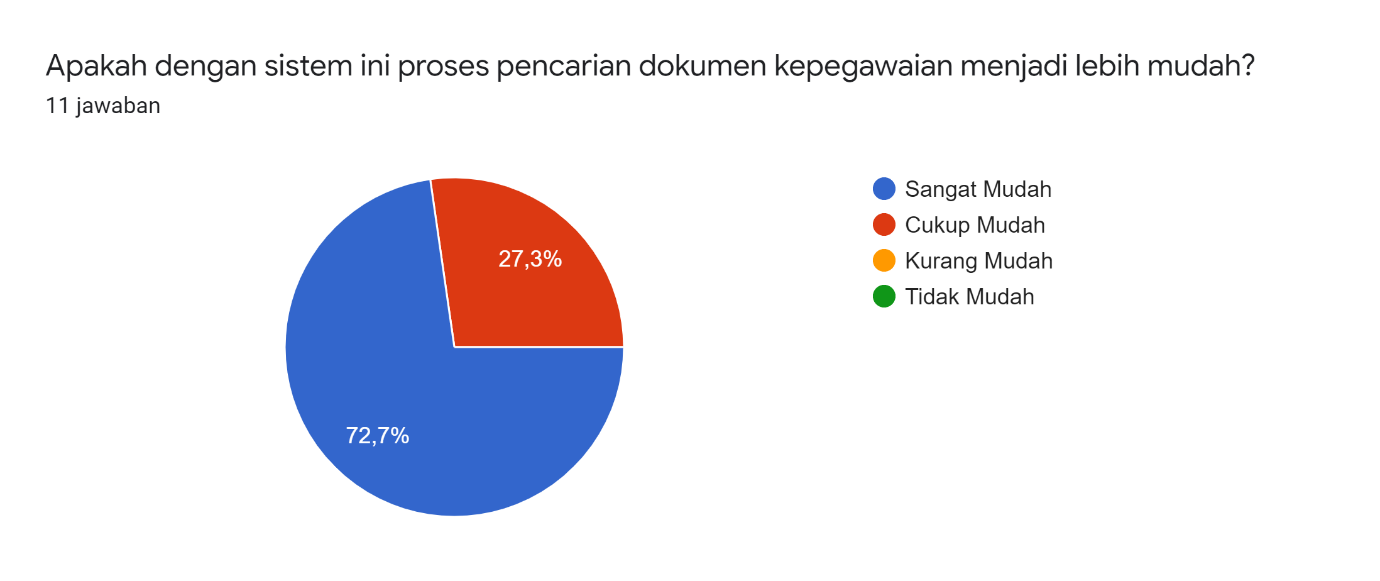 Apakah dengan sistem ini proses pencarian dokumen kepegawaian menjadi lebih mudah?
11 jawaban
27,3%
72,7%
Sangat Mudah
Cukup Mudah
Kurang Mudah
Tidak Mudah